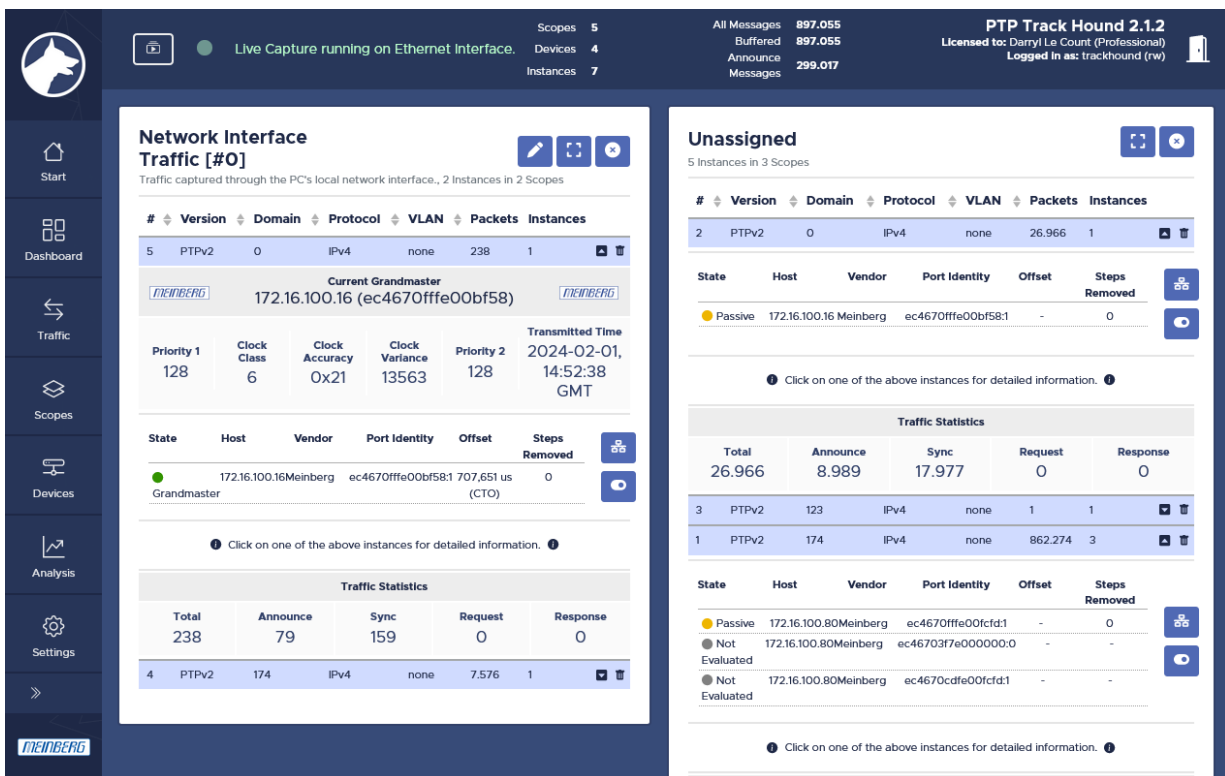 Live Capture running on Ethernet Interface.
Scopes 5
Devices 4
Instances 7
All Messages 897.055
Buffered 897.055
Announce Messages 299.017
PTP Track Hound 2.1.2
Licensed to: Darryl Le Count (Professional)
Logged in as: trackhound (rw)
Start
Dashboard
Traffic
Scopes
Devices
Analysis
Settings
MEINBERG
Network Interface
Traffic [#0]
Traffic captured through the PC's local network interface., 2 Instances in 2 Scopes
# Version Domain Protocol VLAN Packets Instances
5 PTPv2 0 IPv4 none 238 1
Current Grandmaster
MEINBERG 172.16.100.16 (ec4670fffe00bf58) MEINBERG
Priority 1 128
Clock Class 6
Clock Accuracy 0x21
Clock Variance 13563
Priority 2 128
Transmitted Time
2024-02-01,
14:52:38
GMT
State Host Vendor Port Identity Offset Steps Removed
Grandmaster 172.16.100.16 Meinberg ec4670fffe00bf58:1 707,651 us (CTO) 0
Click on one of the above instances for detailed information.
Traffic Statistics
Total Announce Sync Request Response
238 79 159 0 0
4 PTPv2 174 IPv4 none 7.576 1
Unassigned
5 Instances in 3 Scopes
# Version Domain Protocol VLAN Packets Instances
2 PTPv2 0 IPv4 none 26.966 1
State Host Vendor Port Identity Offset Steps Removed
Passive 172.16.100.16 Meinberg ec4670fffe00bf58:1 - 0
Click on one of the above instances for detailed information.
Traffic Statistics
Total Announce Sync Request Response
26.966 8.989 17.977 0 0
3 PTPv2 123 IPv4 none 1 1
1 PTPv2 174 IPv4 none 862.274 3
State Host Vendor Port Identity Offset Steps Removed
Passive 172.16.100.80 Meinberg ec4670fffe00fcfd:1 - 0
Not Evaluated 172.16.100.80 Meinberg ec46703f7e000000:0 - -
Not Evaluated 172.16.100.80 Meinberg ec4670cdfe00fcfd:1 - -
Click on one of the above instances for detailed information.